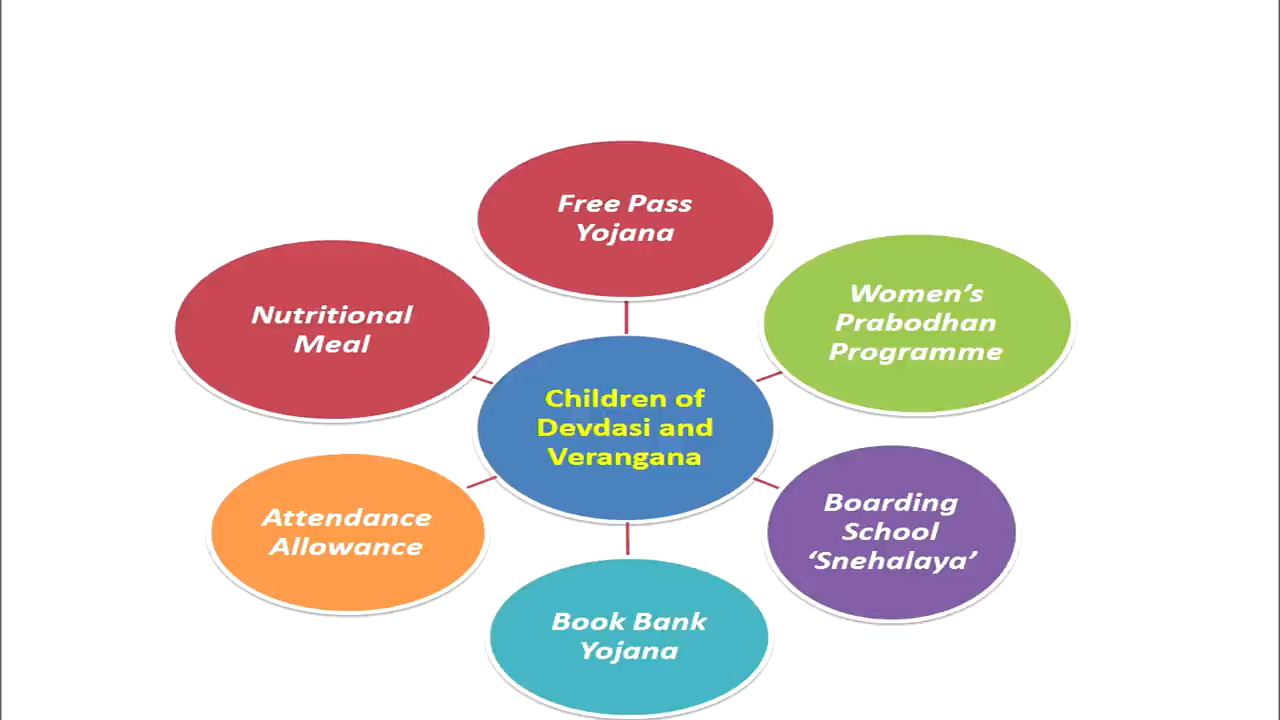 Free Pass
Yojana
Women’s
Prabodhan
Programme
Nutritional
Meal
Children of
Devdasi and
Verangana
Boarding
School
‘Snehalaya’
Attendance
Allowance
Book Bank
Yojana